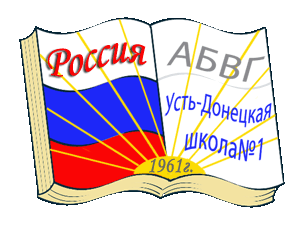 Россия
АБВГ
Усть-Донецкая
школа№1
1961г.